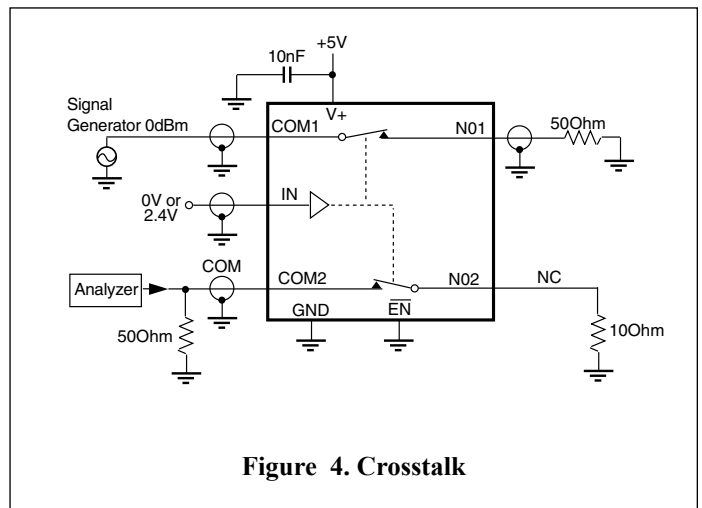 +5V
10nF
V+
Signal
Generator 0dBm
COM1
N01
50Ohm
0V or
2.4V
IN
COM
Analyzer
COM2
N02
NC
GND
EN
50Ohm
10Ohm
Figure 4. Crosstalk